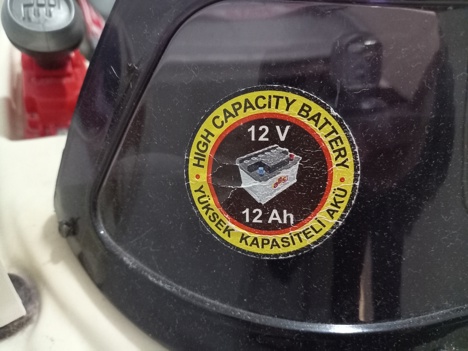 HIGH CAPACITY BATTERY
12 V
12 Ah
YÜKSEK KAPASİTELİ AKÜ